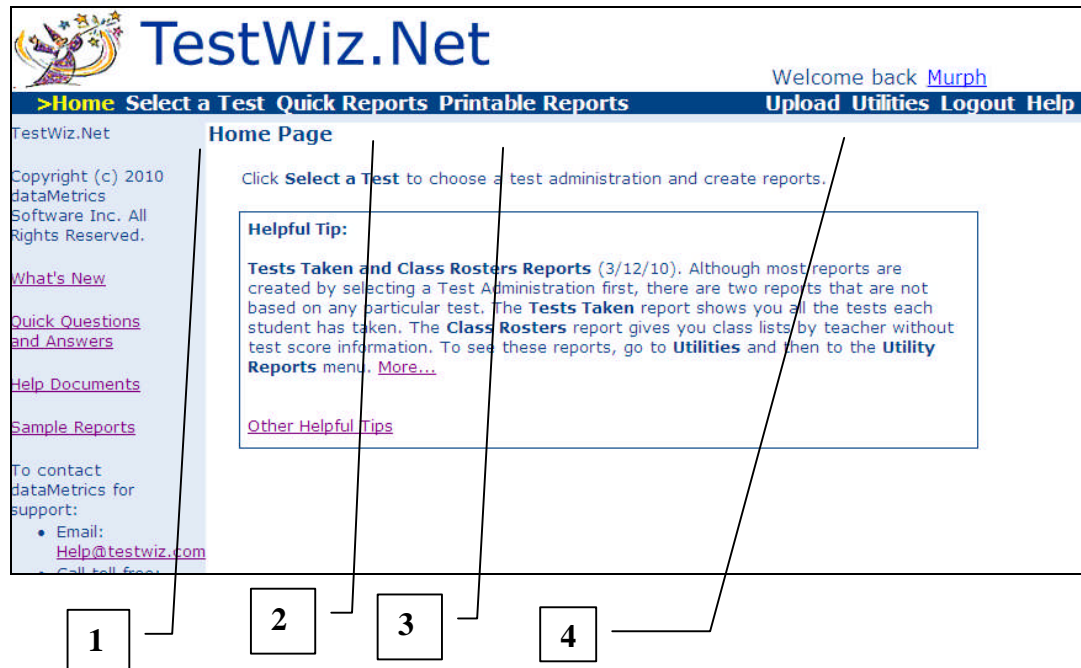 TestWiz.Net
Welcome back Murph
>Home Select a Test Quick Reports Printable Reports Upload Utilities Logout Help
TestWiz.Net
Copyright (c) 2010
dataMetrics
Software Inc. All
Rights Reserved.
What's New
Quick Questions
and Answers
Help Documents
Sample Reports
To contact
dataMetrics for
support:
• Email:
Help@testwiz.com
• Call toll free:
Home Page
Click Select a Test to choose a test administration and create reports.
Helpful Tip:
Tests Taken and Class Rosters Reports (3/12/10). Although most reports are
created by selecting a Test Administration first, there are two reports that are not
based on any particular test. The Tests Taken report shows you all the tests each
student has taken. The Class Rosters report gives you class lists by teacher without
test score information. To see these reports, go to Utilities and then to the Utility
Reports menu. More...
Other Helpful Tips
1
2
3
4